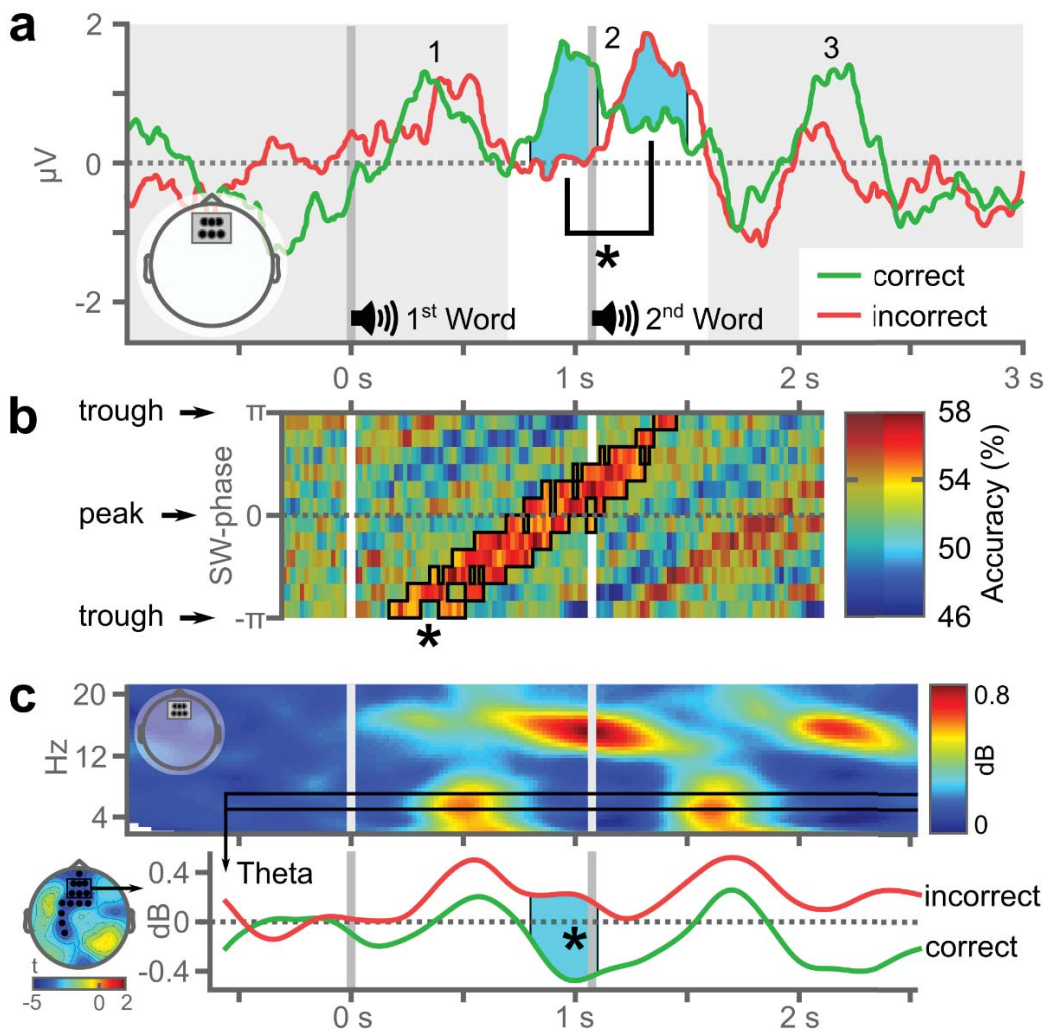 a
2
0
-2
µV
1
2
3
*
1st Word
2nd Word
correct
incorrect
0 s
1 s
2 s
3 s
b
trough
π
peak
0
trough
-π
SW-phase
*
58
54
50
46
Accuracy (%)
c
20
12
4
Hz
0.8
0
dB
Theta
0.4
0
-0.4
dB
*
incorrect
correct
t
-5 0 2
0 s
1 s
2 s